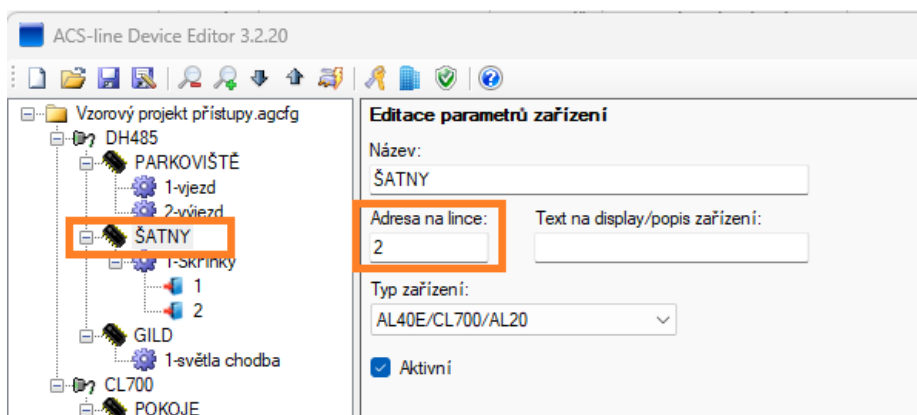 ACS-line Device Editor 3.2.20
Vzorový projekt přístupy.agcfg
DH485
PARKOVIŠTĚ
1-vjezd
2-výjezd
ŠATNY
1-Skříňky
1
2
GILD
1-světla chodba
CL700
POKOJE
Editace parametrů zařízení
Název:
ŠATNY
Adresa na lince: Text na display/popis zařízení:
2
Typ zařízení:
AL40E/CL700/AL20
Aktivní